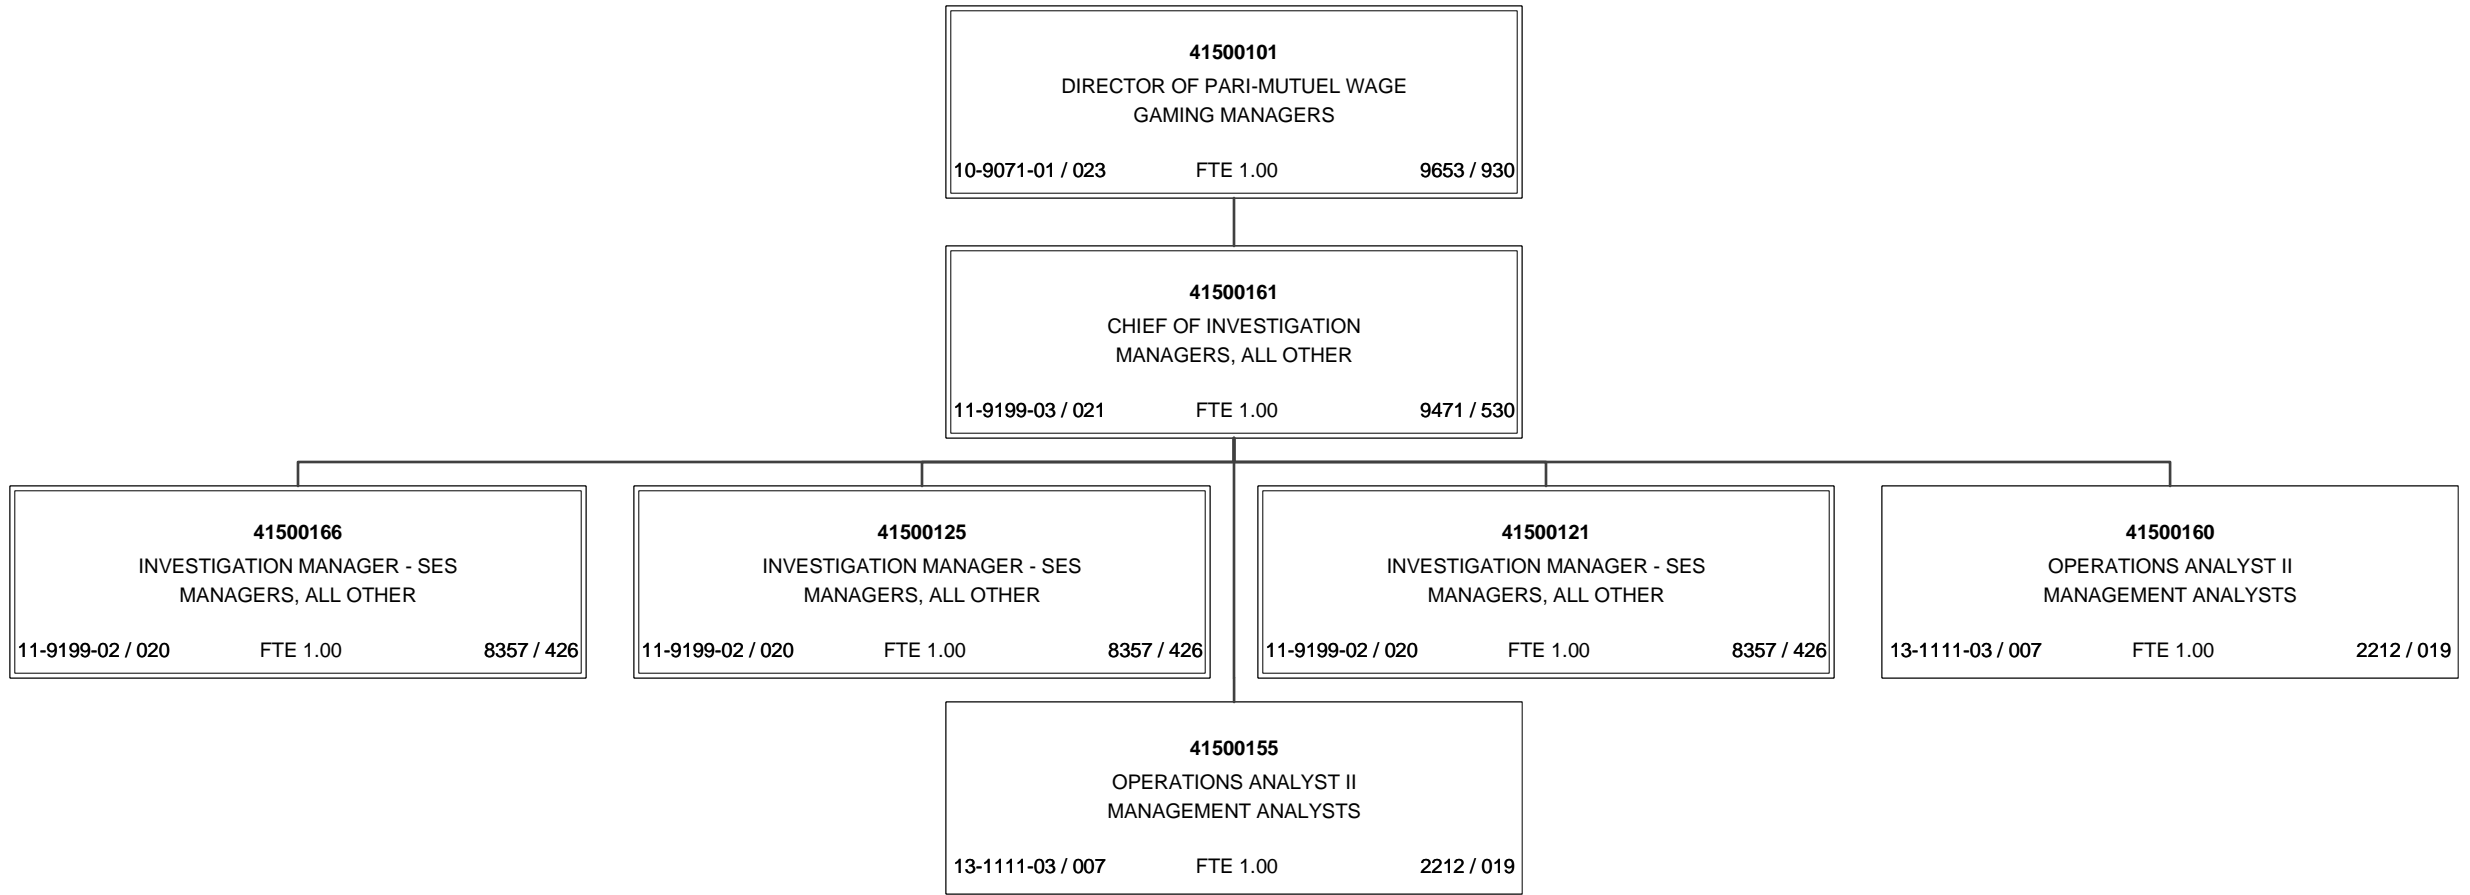 41500101
DIRECTOR OF PARI-MUTUEL WAGE
GAMING MANAGERS
10-9071-01 / 023 FTE 1.00 9653 / 930
41500161
CHIEF OF INVESTIGATION
MANAGERS, ALL OTHER
11-9199-03 / 021 FTE 1.00 9471 / 530
41500166
INVESTIGATION MANAGER - SES
MANAGERS, ALL OTHER
11-9199-02 / 020 FTE 1.00 8357 / 426
41500125
INVESTIGATION MANAGER - SES
MANAGERS, ALL OTHER
11-9199-02 / 020 FTE 1.00 8357 / 426
41500121
INVESTIGATION MANAGER - SES
MANAGERS, ALL OTHER
11-9199-02 / 020 FTE 1.00 8357 / 426
41500160
OPERATIONS ANALYST II
MANAGEMENT ANALYSTS
13-1111-03 / 007 FTE 1.00 2212 / 019
41500155
OPERATIONS ANALYST II
MANAGEMENT ANALYSTS
13-1111-03 / 007 FTE 1.00 2212 / 019